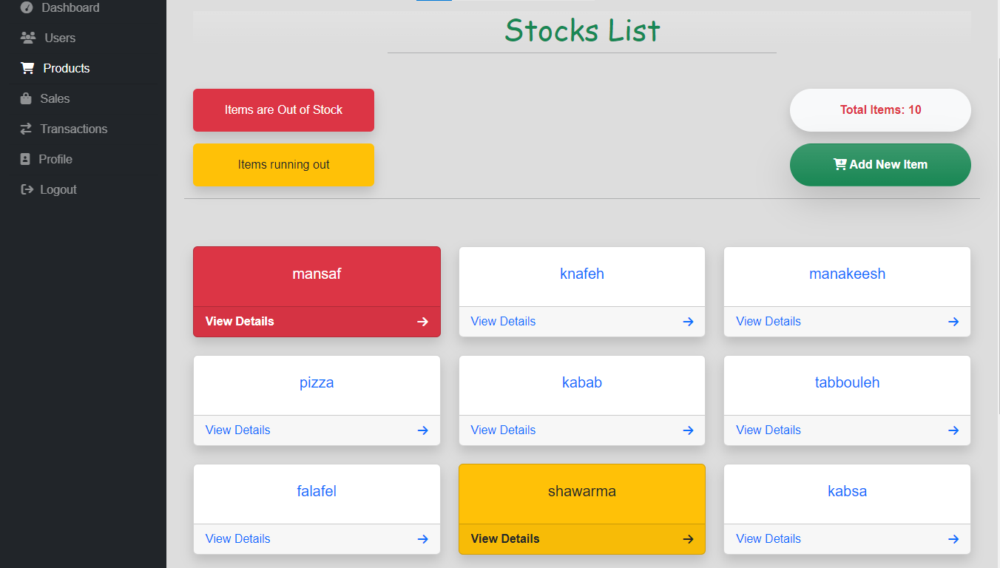 Dashboard
Users
Products
Sales
Transactions
Profile
Logout
Stocks List
Items are Out of Stock
Total Items: 10
Items running out
Add New Item
mansaf
View Details
knafeh
View Details
manakeesh
View Details
pizza
View Details
kabab
View Details
tabbouleh
View Details
falafel
View Details
shawarma
View Details
kabsa
View Details